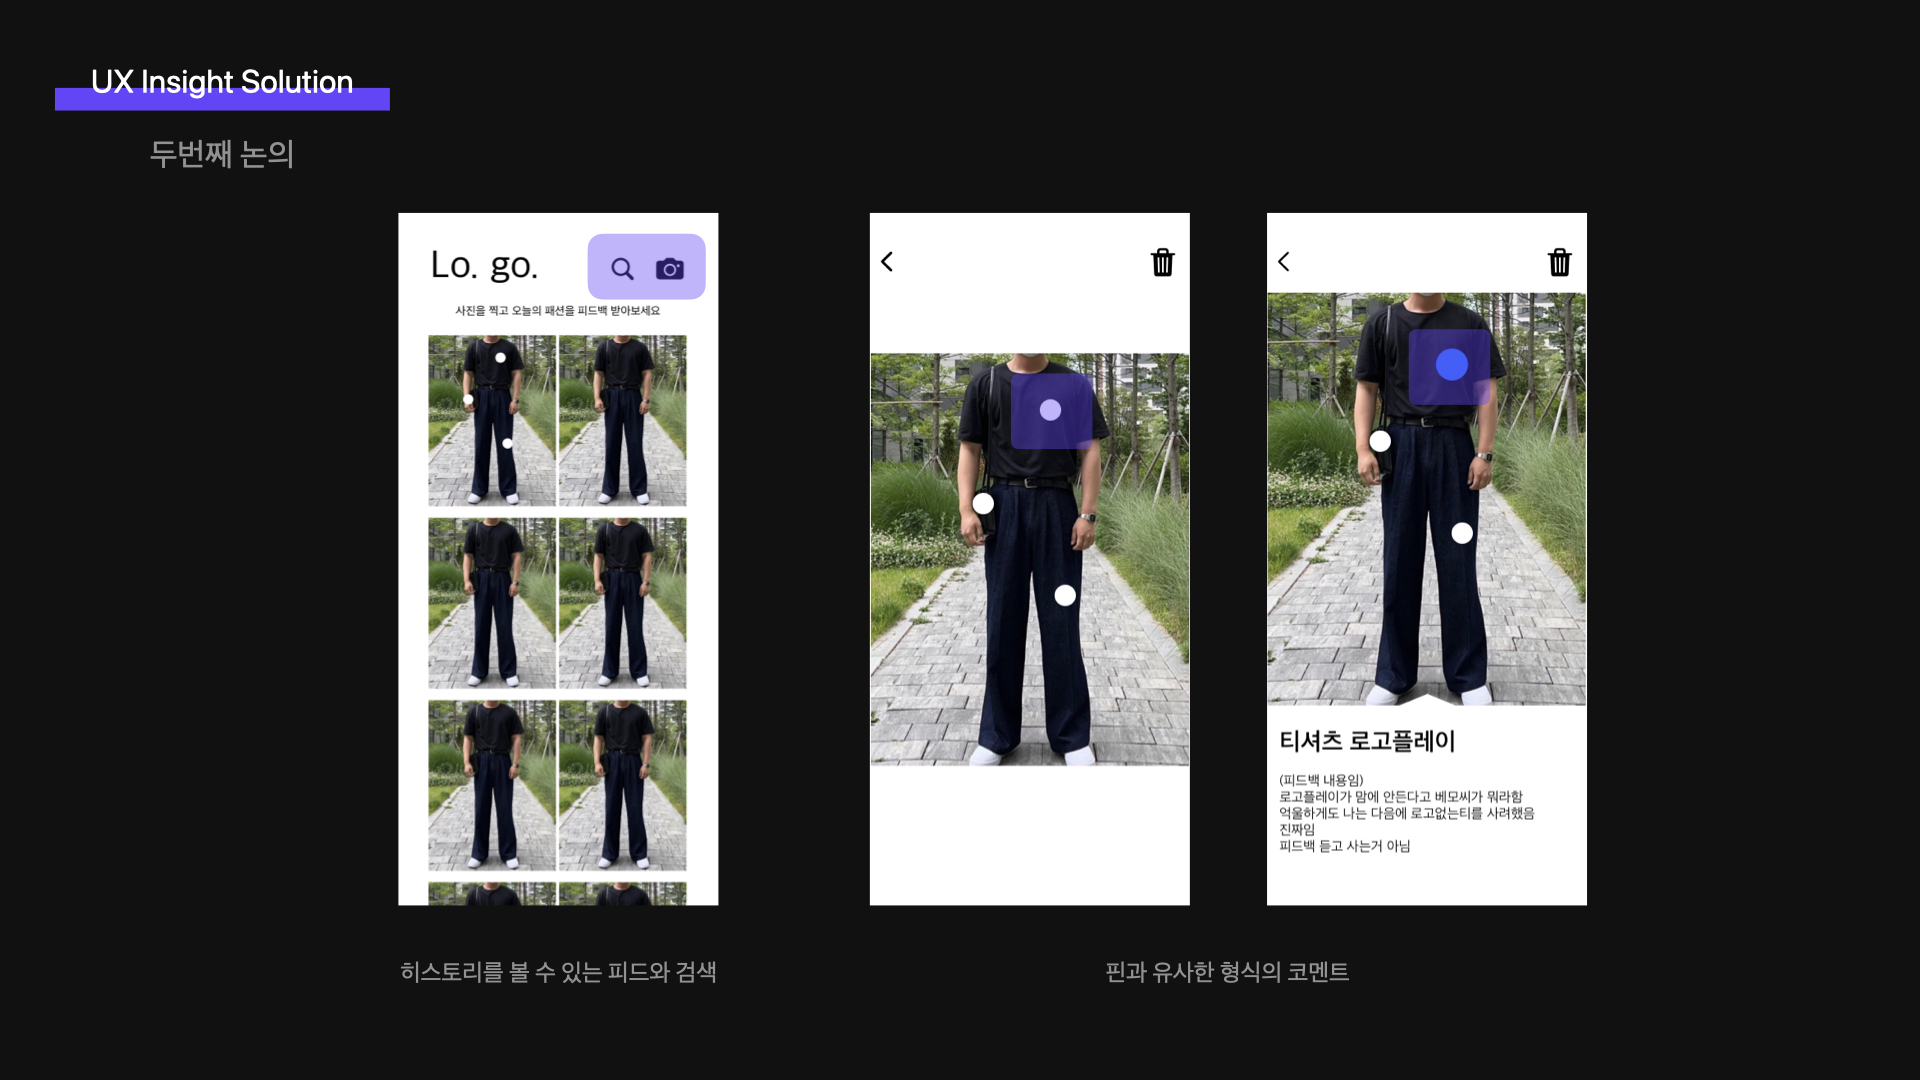 UX Insight Solution
두번째 논의
Lo. go.
사진을 찍고 오늘의 패션을 피드백 받아보세요
티셔츠 로고플레이
(피드백 내용임)
로고플레이가 맘에 안든다고 베모씨가 뭐라함
억울하게도 나는 다음에 로고없는티를 사려했음
진짜임
피드백 듣고 사는거 아님
히스토리를 볼 수 있는 피드와 검색
핀과 유사한 형식의 코멘트